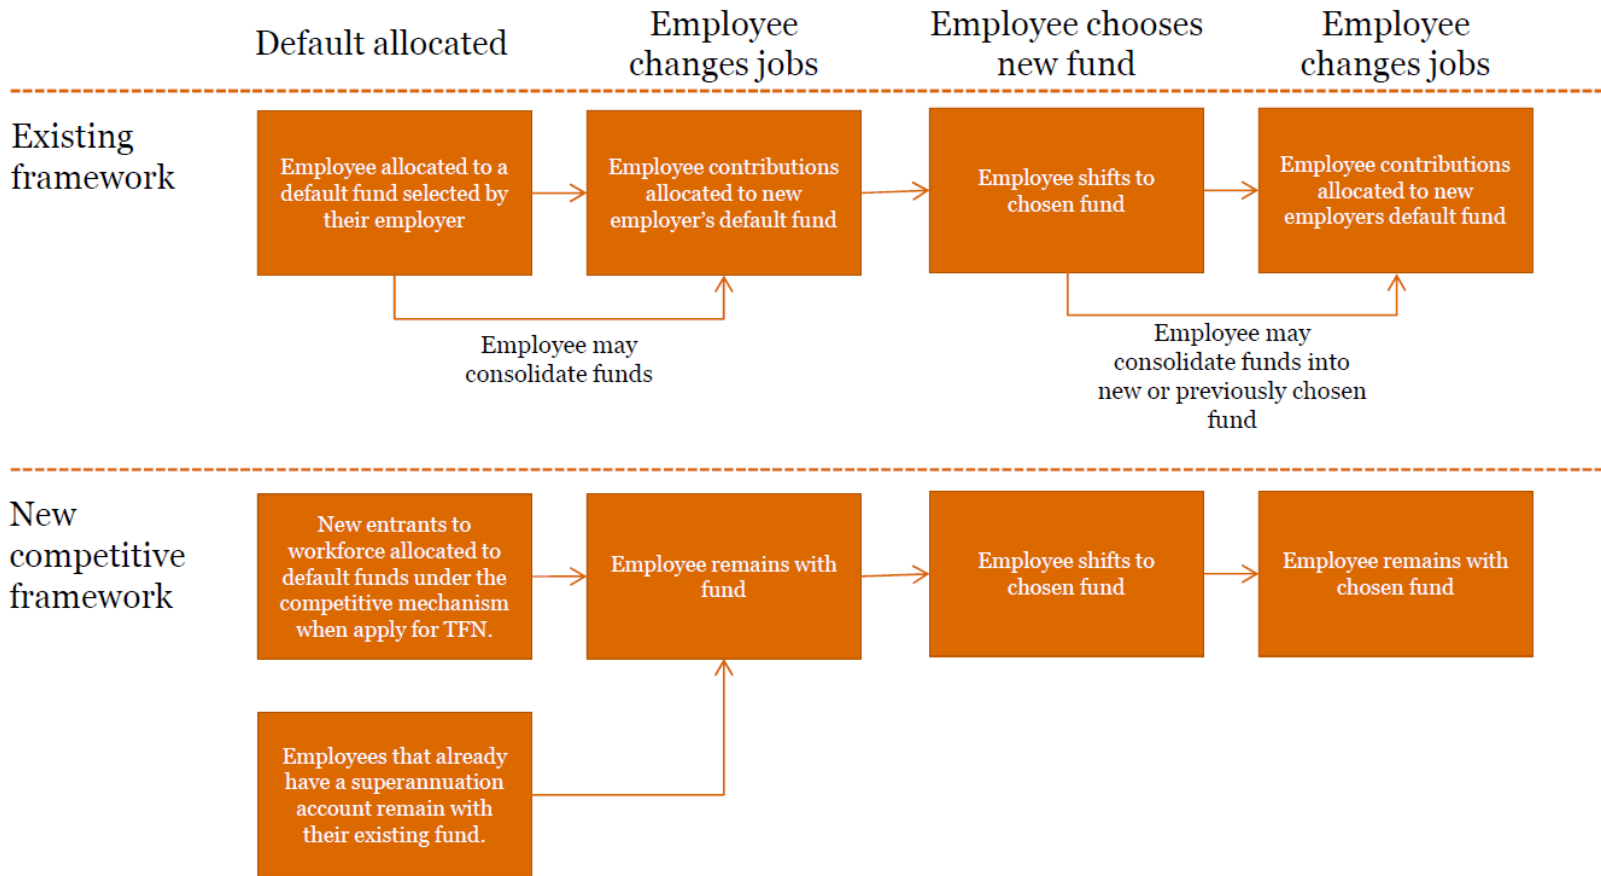 Default allocated
Employee
changes jobs
Employee chooses
new fund
Employee
changes jobs
Existing
framework
Employee allocated to a
default fund selected by
their employer
Employee contributions
allocated to new
employer’s default fund
Employee shifts to
chosen fund
Employee contributions
allocated to new
employers default fund
Employee may
consolidate funds
Employee may
consolidate funds into
new or previously chosen
fund
New
competitive
framework
New entrants to
workforce allocated to
default funds under the
competitive mechanism
when apply for TFN.
Employee remains with
fund
Employee shifts to
chosen fund
Employee remains with
chosen fund
Employees that already
have a superannuation
account remain with
their existing fund.